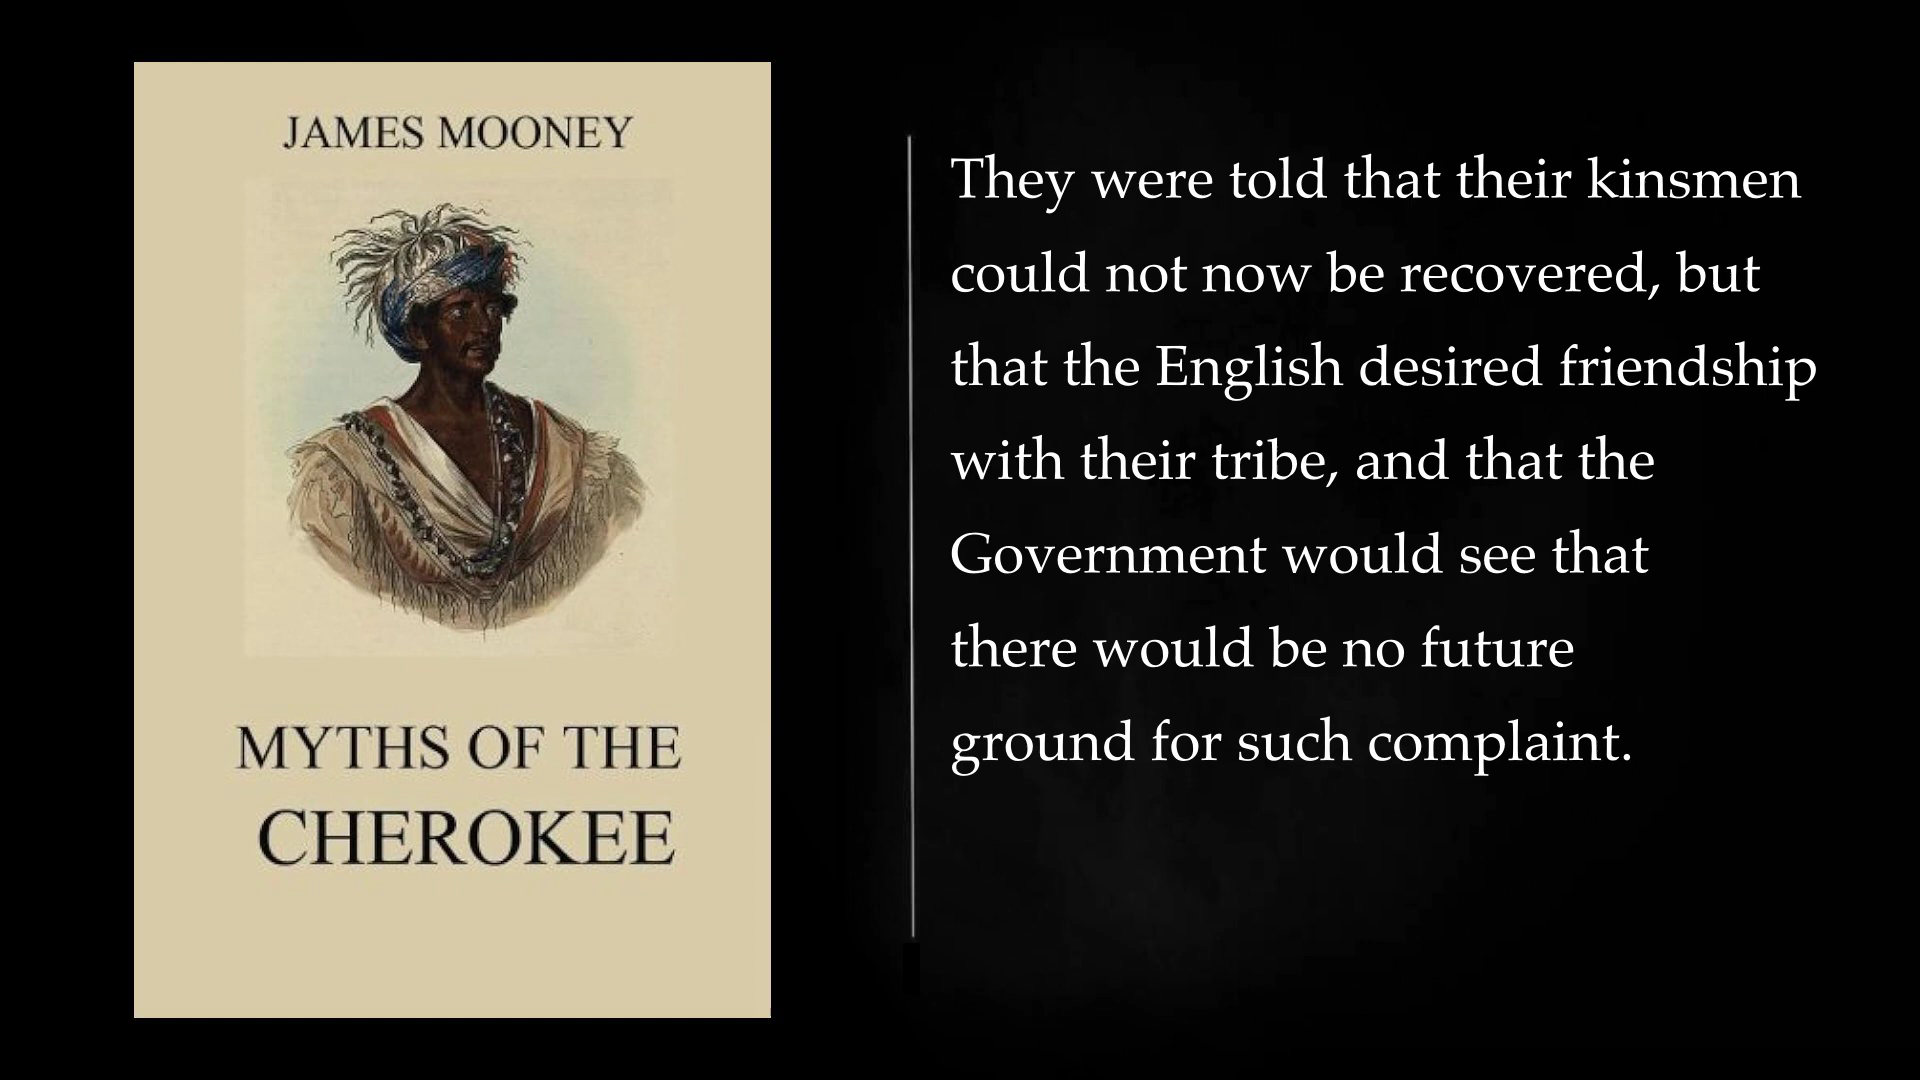 JAMES MOONEY
MYTHS OF THE
CHEROKEE
They were told that their kinsmen
could not now be recovered, but
that the English desired friendship
with their tribe, and that the
Government would see that
there would be no future
ground for such complaint.